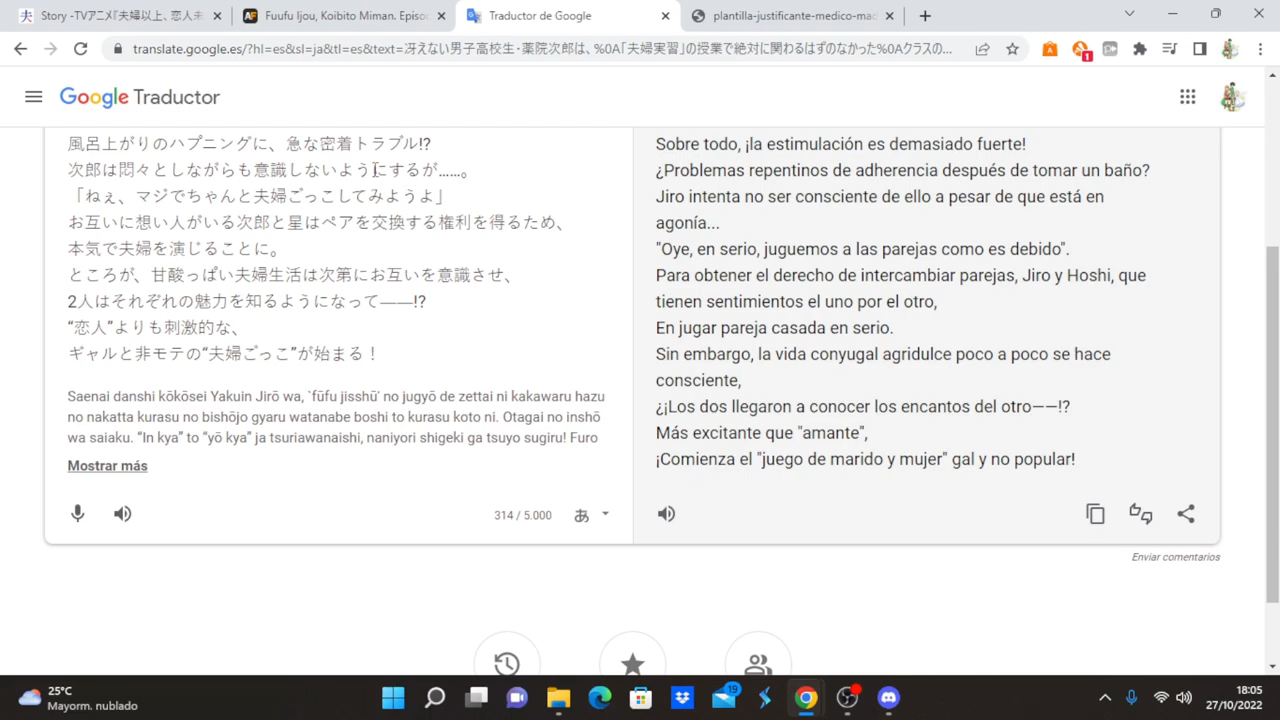 Story -TVアニメ『夫婦以上、恋人未
Fuufu Ijou, Koibito Miman. Episod
Traductor de Google
plantilla-justificante-medico-mad
translate.google.es/?hl=es&sl=ja&tl=es&text=冴えない男子高校生・薬院次郎は、%0A「夫婦実習」の授業で絶対に関わるはずのなかった%0Aクラスの...
1
Google Traductor
風呂上がりのハプニングに、急な密着トラブル!?
次郎は悶々としながらも意識しないようにするが……。
「ねぇ、マジでちゃんと夫婦ごっこしてみようよ」
お互いに想い人がいる次郎と星はペアを交換する権利を得るため、
本気で夫婦を演じることに。
ところが、甘酸っぱい夫婦生活は次第にお互いを意識させ、
2人はそれぞれの魅力を知るようになって――!?
“恋人”よりも刺激的な、
ギャルと非モテの“夫婦ごっこ”が始まる！
Saenai danshi kōkōsei Yakuin Jirō wa, `fūfu jisshū' no jugyō de zettai ni kakawaru hazu
no nakatta kurasu no bishōjo gyaru watanabe boshi to kurasu koto ni. Otagai no inshō
wa saiaku. “In kya” to “yō kya” ja tsuriawanaishi, naniyori shigeki ga tsuyo sugiru! Furo
Mostrar más
314 / 5.000
あ
Sobre todo, ¡la estimulación es demasiado fuerte!
¿Problemas repentinos de adherencia después de tomar un baño?
Jiro intenta no ser consciente de ello a pesar de que está en
agonía...
"Oye, en serio, juguemos a las parejas como es debido".
Para obtener el derecho de intercambiar parejas, Jiro y Hoshi, que
tienen sentimientos el uno por el otro,
En jugar pareja casada en serio.
Sin embargo, la vida conyugal agridulce poco a poco se hace
consciente,
¿¡Los dos llegaron a conocer los encantos del otro——!?
Más excitante que "amante",
¡Comienza el "juego de marido y mujer" gal y no popular!
Enviar comentarios
25°C
Mayorm. nublado
19
18:05
27/10/2022